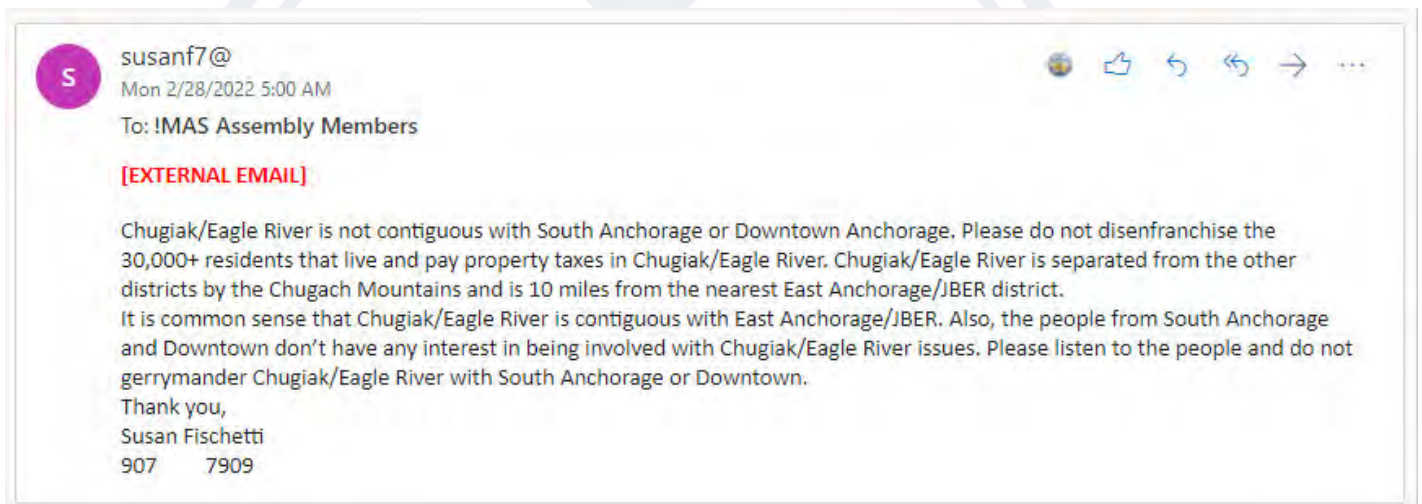 S
susanf7@
Mon 2/28/2022 5:00 AM
To: !MAS Assembly Members
[EXTERNAL EMAIL]
Chugiak/Eagle River is not contiguous with South Anchorage or Downtown Anchorage. Please do not disenfranchise the
30,000+ residents that live and pay property taxes in Chugiak/Eagle River. Chugiak/Eagle River is separated from the other
districts by the Chugach Mountains and is 10 miles from the nearest East Anchorage/JBER district.
It is common sense that Chugiak/Eagle River is contiguous with East Anchorage/JBER. Also, the people from South Anchorage
and Downtown don’t have any interest in being involved with Chugiak/Eagle River issues. Please listen to the people and do not
gerrymander Chugiak/Eagle River with South Anchorage or Downtown.
Thank you,
Susan Fischetti
907 7909